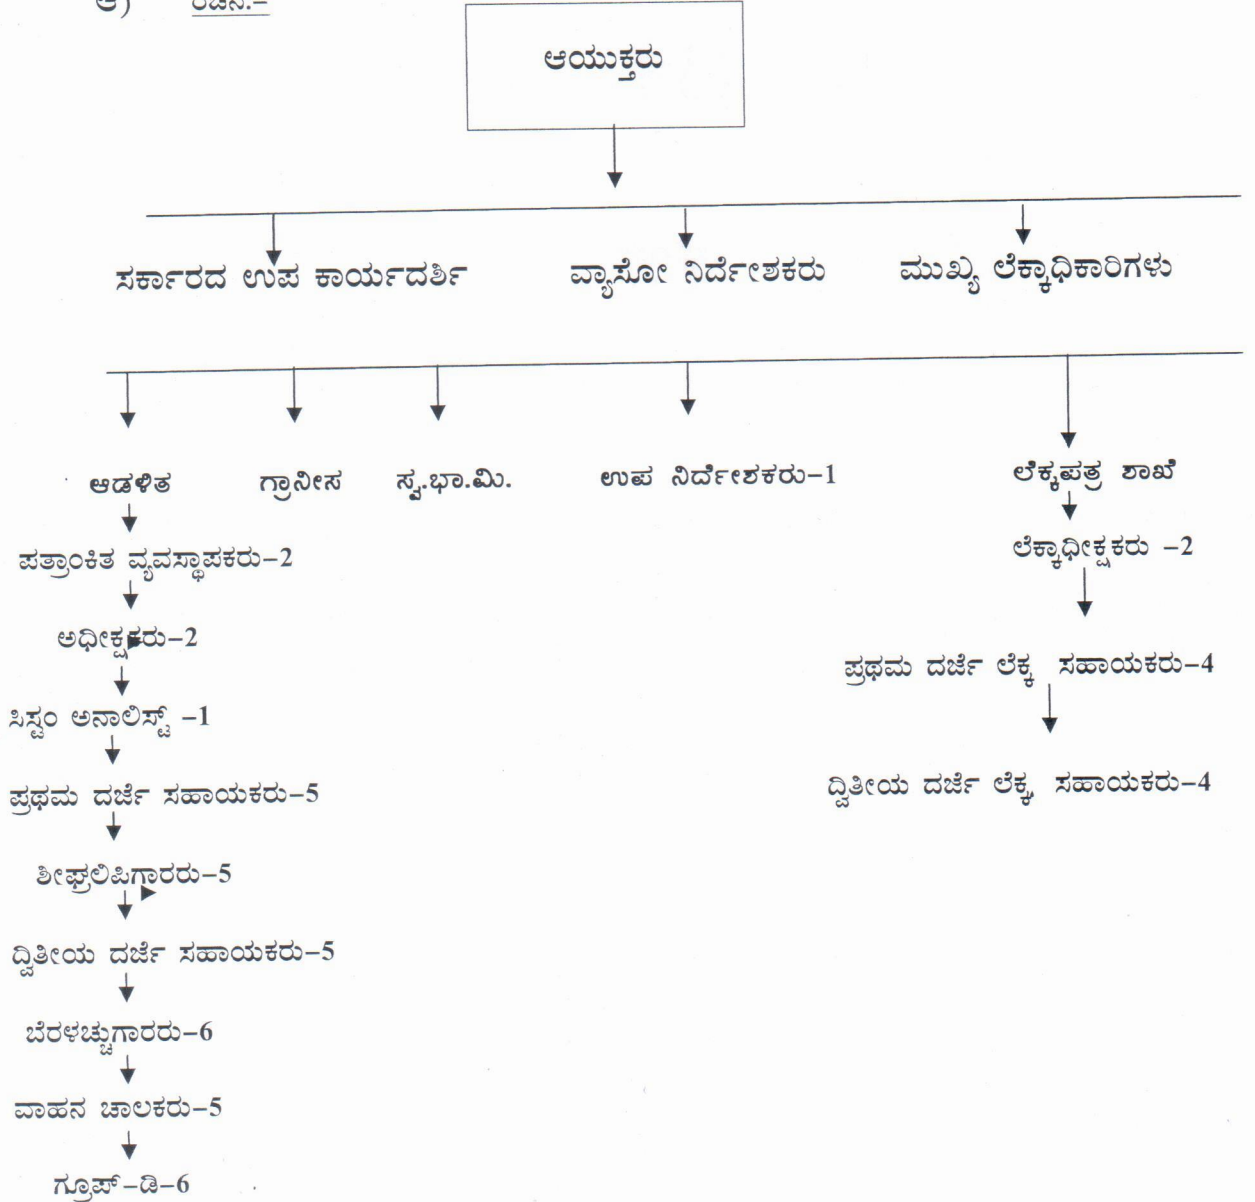 ರಚನೆ:–
ಆಯುಕ್ತರು
ಸರ್ಕಾರದ ಉಪ ಕಾರ್ಯದರ್ಶಿ ವ್ಯಾಸೋ ನಿರ್ದೇಶಕರು ಮುಖ್ಯ ಲೆಕ್ಕಾಧಿಕಾರಿಗಳು
ಆಡಳಿತ ಗ್ರಾನೀಸ ಸ್ವ.ಭಾ.ಮಿ. ಉಪ ನಿರ್ದೇಶಕರು–1 ಲೆಕ್ಕಪತ್ರ ಶಾಖೆ
ಪತ್ರಾಂಕಿತ ವ್ಯವಸ್ಥಾಪಕರು–2 ಲೆಕ್ಕಾಧೀಕ್ಷಕರು –2
ಅಧೀಕ್ಷಕರು–2
ಪ್ರಥಮ ದರ್ಜೆ ಲೆಕ್ಕ ಸಹಾಯಕರು–4
ಸಿಸ್ಟಂ ಅನಾಲಿಸ್ಟ್ –1
ಪ್ರಥಮ ದರ್ಜೆ ಸಹಾಯಕರು–5 ದ್ವಿತೀಯ ದರ್ಜೆ ಲೆಕ್ಕ ಸಹಾಯಕರು–4
ಶೀಘ್ರಲಿಪಿಗಾರರು–5
ದ್ವಿತೀಯ ದರ್ಜೆ ಸಹಾಯಕರು–5
ಬೆರಳಚ್ಚುಗಾರರು–6
ವಾಹನ ಚಾಲಕರು–5
ಗ್ರೂಪ್–ಡಿ–6